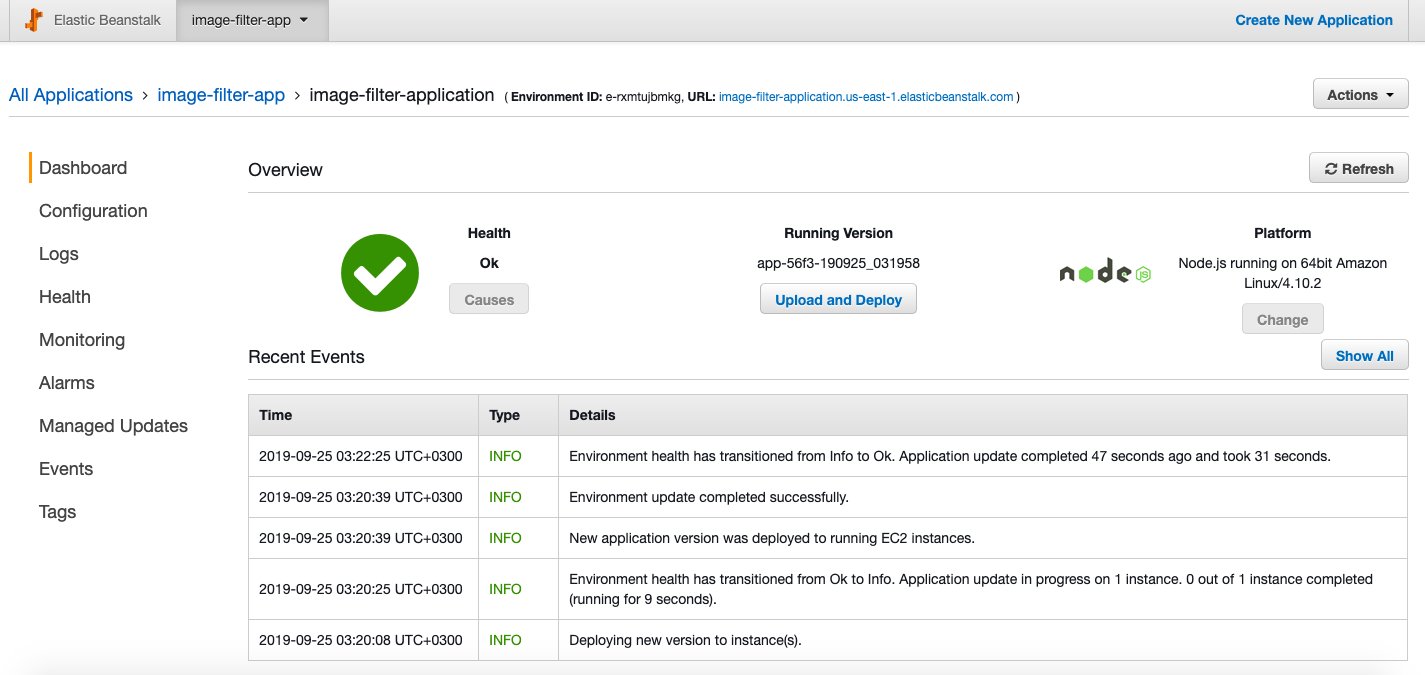 Elastic Beanstalk image-filter-app Create New Application
All Applications › image-filter-app › image-filter-application ( Environment ID: e-rxmtujbmkg, URL: image-filter-application.us-east-1.elasticbeanstalk.com )
Actions
Dashboard
Configuration
Logs
Health
Monitoring
Alarms
Managed Updates
Events
Tags
Overview
Refresh
Health
Ok
Causes
Running Version
app-56f3-190925_031958
Upload and Deploy
node JS
Platform
Node.js running on 64bit Amazon
Linux/4.10.2
Change
Recent Events
Show All
Time Type Details
2019-09-25 03:22:25 UTC+0300 INFO Environment health has transitioned from Info to Ok. Application update completed 47 seconds ago and took 31 seconds.
2019-09-25 03:20:39 UTC+0300 INFO Environment update completed successfully.
2019-09-25 03:20:39 UTC+0300 INFO New application version was deployed to running EC2 instances.
2019-09-25 03:20:25 UTC+0300 INFO Environment health has transitioned from Ok to Info. Application update in progress on 1 instance. 0 out of 1 instance completed
(running for 9 seconds).
2019-09-25 03:20:08 UTC+0300 INFO Deploying new version to instance(s).